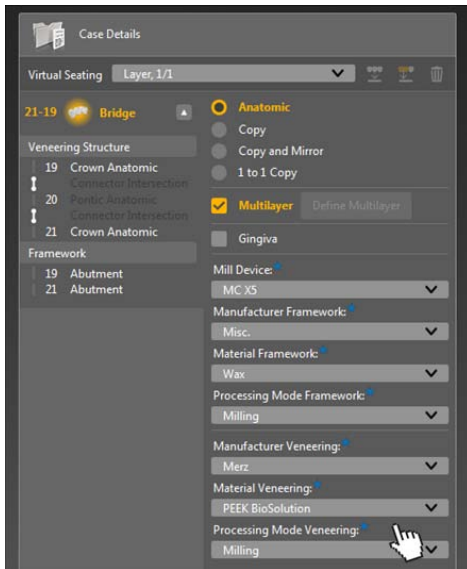 Case Details
Virtual Seating Layer, 1/1
21-19 Bridge
Veneering Structure
19 Crown Anatomic
Connector Intersection
20 Pontic Anatomic
Connector Intersection
21 Crown Anatomic
Framework
19 Abutment
21 Abutment
Anatomic
Copy
Copy and Mirror
1 to 1 Copy
Multilayer Define Multilayer
Gingiva
Mill Device:*
MC X5
Manufacturer Framework:*
Misc.
Material Framework:*
Wax
Processing Mode Framework:*
Milling
Manufacturer Veneering:*
Merz
Material Veneering:*
PEEK BioSolution
Processing Mode Veneering:*
Milling